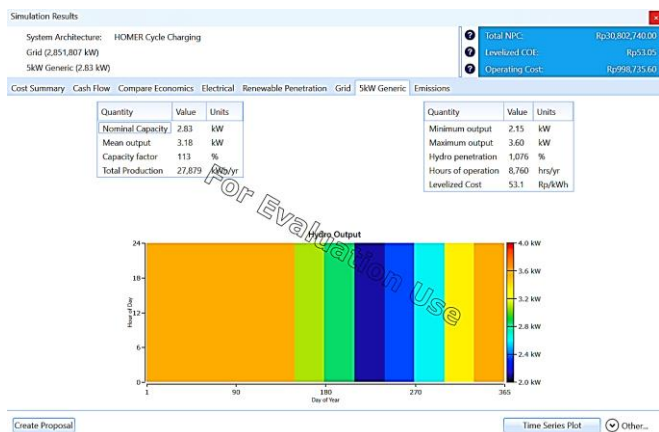 Simulation Results
x
System Architecture: HOMER Cycle Charging
Grid (2,851,807 kW)
5kW Generic (2.83 kW)
? Total NPC: Rp30,802,740.00
? Levelized COE: Rp53.05
? Operating Cost: Rp998,735.60
Cost Summary Cash Flow Compare Economics Electrical Renewable Penetration Grid 5kW Generic Emissions
Quantity Value Units
Nominal Capacity 2.83 kW
Mean output 3.18 kW
Capacity factor 113 %
Total Production 27,879 kWh/yr
Quantity Value Units
Minimum output 2.15 kW
Maximum output 3.60 kW
Hydro penetration 1,076 %
Hours of operation 8,760 hrs/yr
Levelized Cost 53.1 Rp/kWh
For Evaluation Use
Hydro Output
Hour of Day
24
18
12
6
0
1 90 180 270 365
Day of Year
4.0 kW
3.6 kW
3.2 kW
2.8 kW
2.4 kW
2.0 kW
Create Proposal
Time Series Plot
Other...